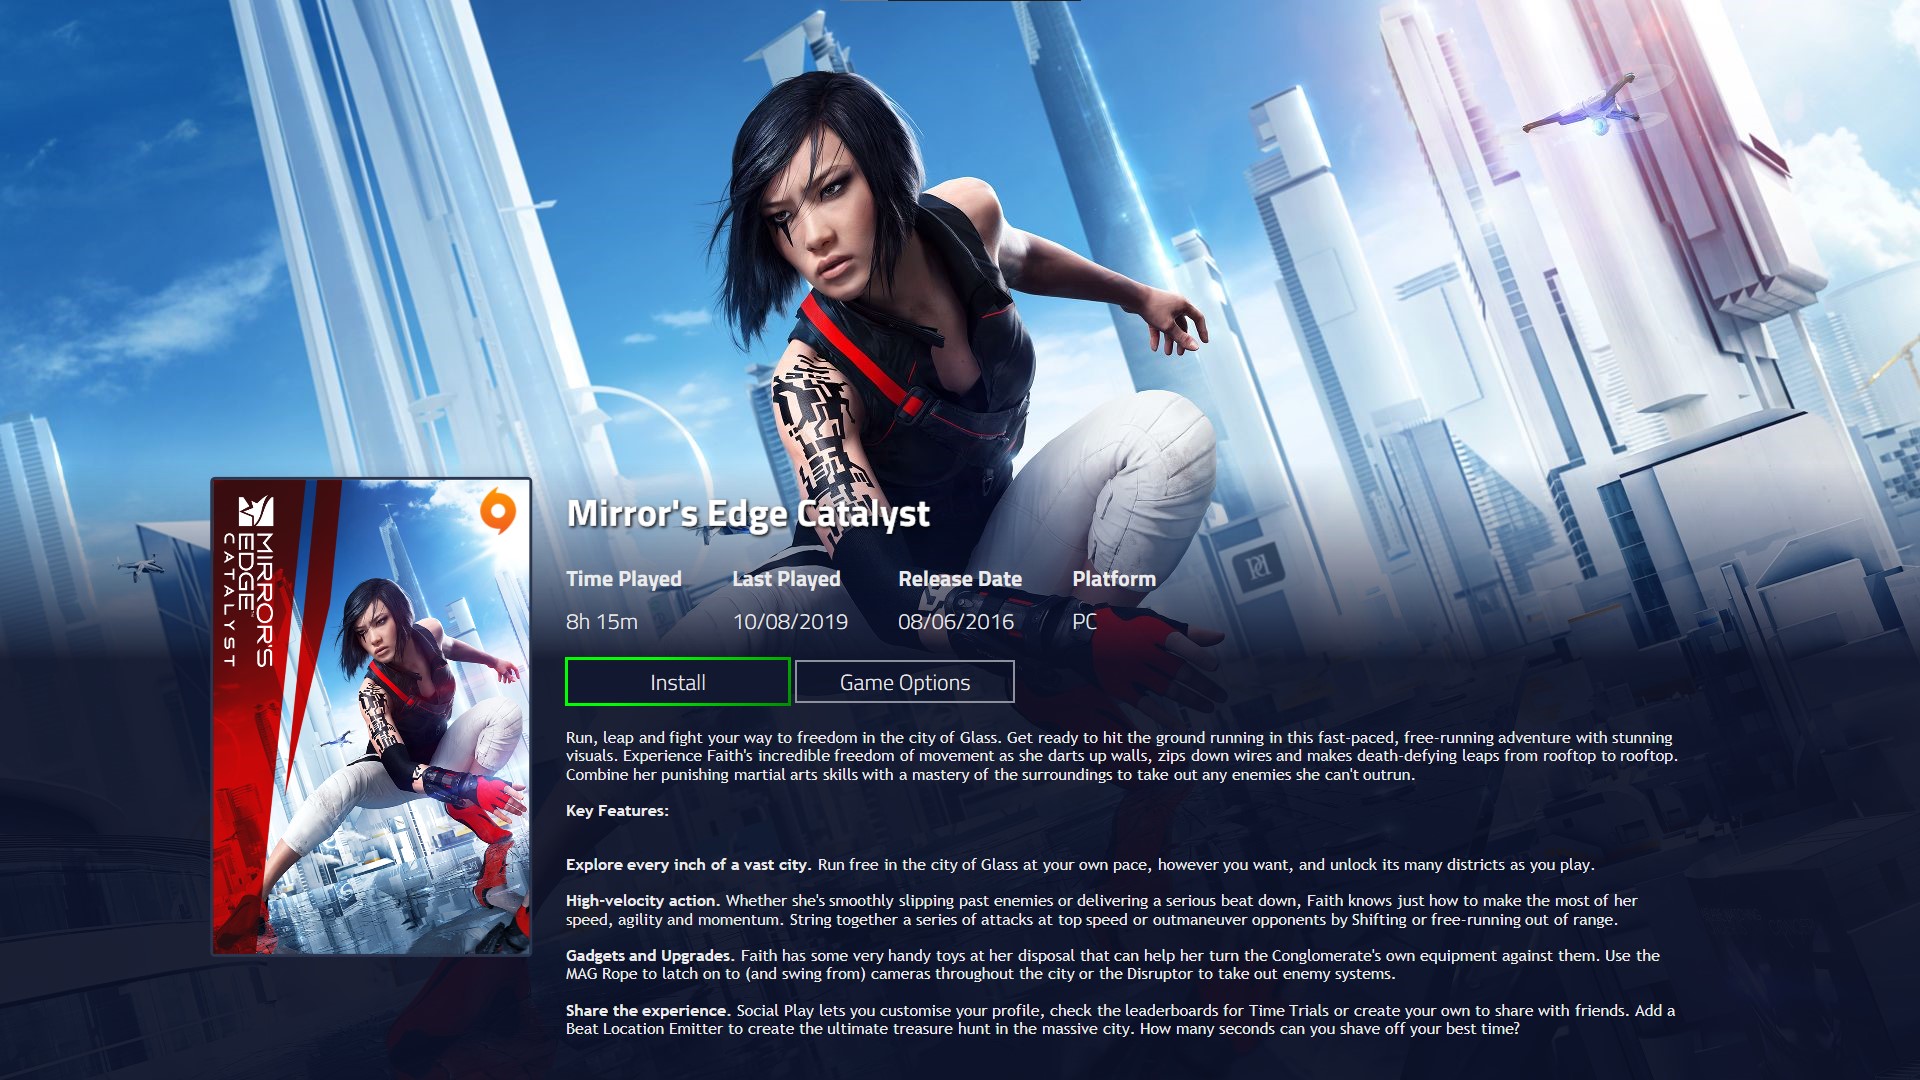 MIRROR'S
EDGE
CATALYST
Mirror's Edge Catalyst
Time Played Last Played Release Date Platform
8h 15m 10/08/2019 08/06/2016 PC
Install Game Options
Run, leap and fight your way to freedom in the city of Glass. Get ready to hit the ground running in this fast-paced, free-running adventure with stunning
visuals. Experience Faith's incredible freedom of movement as she darts up walls, zips down wires and makes death-defying leaps from rooftop to rooftop.
Combine her punishing martial arts skills with a mastery of the surroundings to take out any enemies she can't outrun.
Key Features:
Explore every inch of a vast city. Run free in the city of Glass at your own pace, however you want, and unlock its many districts as you play.
High-velocity action. Whether she's smoothly slipping past enemies or delivering a serious beat down, Faith knows just how to make the most of her
speed, agility and momentum. String together a series of attacks at top speed or outmaneuver opponents by Shifting or free-running out of range.
Gadgets and Upgrades. Faith has some very handy toys at her disposal that can help her turn the Conglomerate's own equipment against them. Use the
MAG Rope to latch on to (and swing from) cameras throughout the city or the Disruptor to take out enemy systems.
Share the experience. Social Play lets you customise your profile, check the leaderboards for Time Trials or create your own to share with friends. Add a
Beat Location Emitter to create the ultimate treasure hunt in the massive city. How many seconds can you shave off your best time?